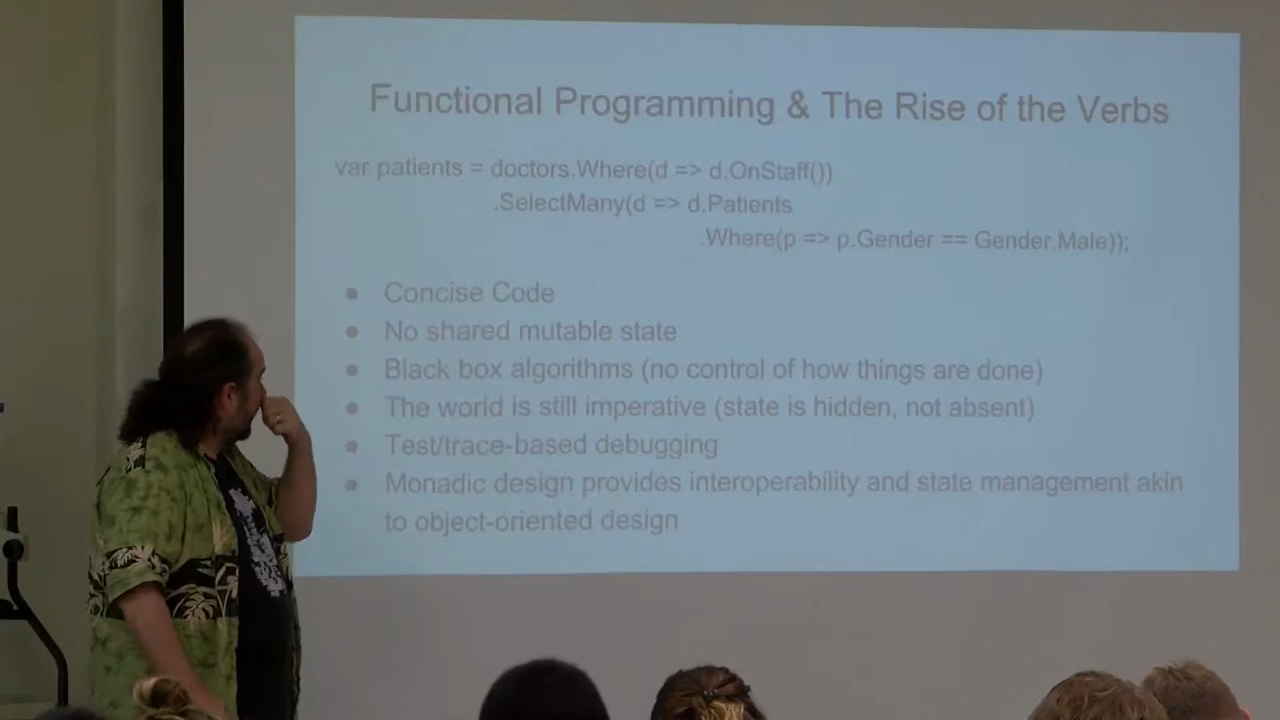 Functional Programming & The Rise of the Verbs
var patients = doctors.Where(d => d.OnStaff())
.SelectMany(d => d.Patients
.Where(p => p.Gender == Gender.Male));
● Concise Code
● No shared mutable state
● Black box algorithms (no control of how things are done)
● The world is still imperative (state is hidden, not absent)
● Test/trace-based debugging
● Monadic design provides interoperability and state management akin
to object-oriented design